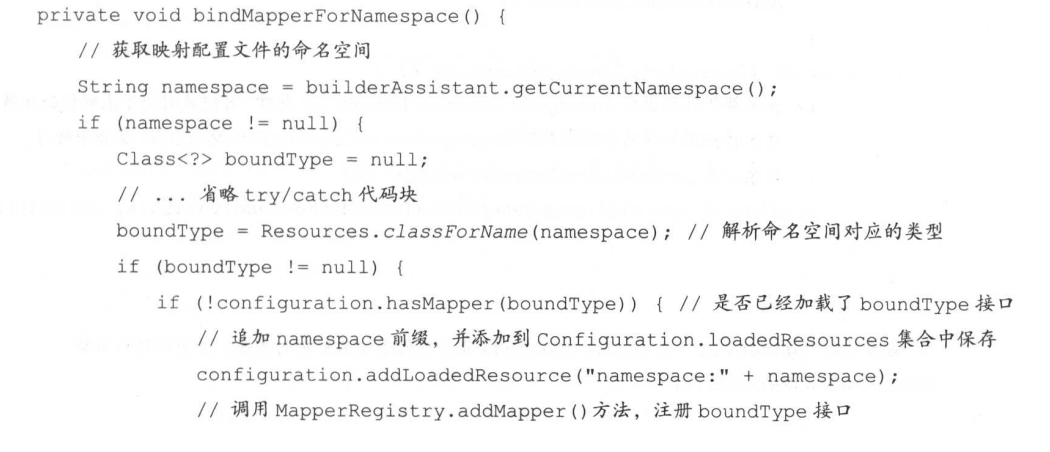 private void bindMapperForNamespace() {
// 获取映射配置文件的命名空间
String namespace = builderAssistant.getCurrentNamespace();
if (namespace != null) {
Class<?> boundType = null;
// ... 省略 try/catch 代码块
boundType = Resources.classForName(namespace); // 解析命名空间对应的类型
if (boundType != null) {
if (!configuration.hasMapper(boundType)) { // 是否已经加载了 boundType 接口
// 追加 namespace 前缀，并添加到 Configuration.loadedResources 集合中保存
configuration.addLoadedResource("namespace:" + namespace);
// 调用 MapperRegistry.addMapper()方法，注册 boundType 接口